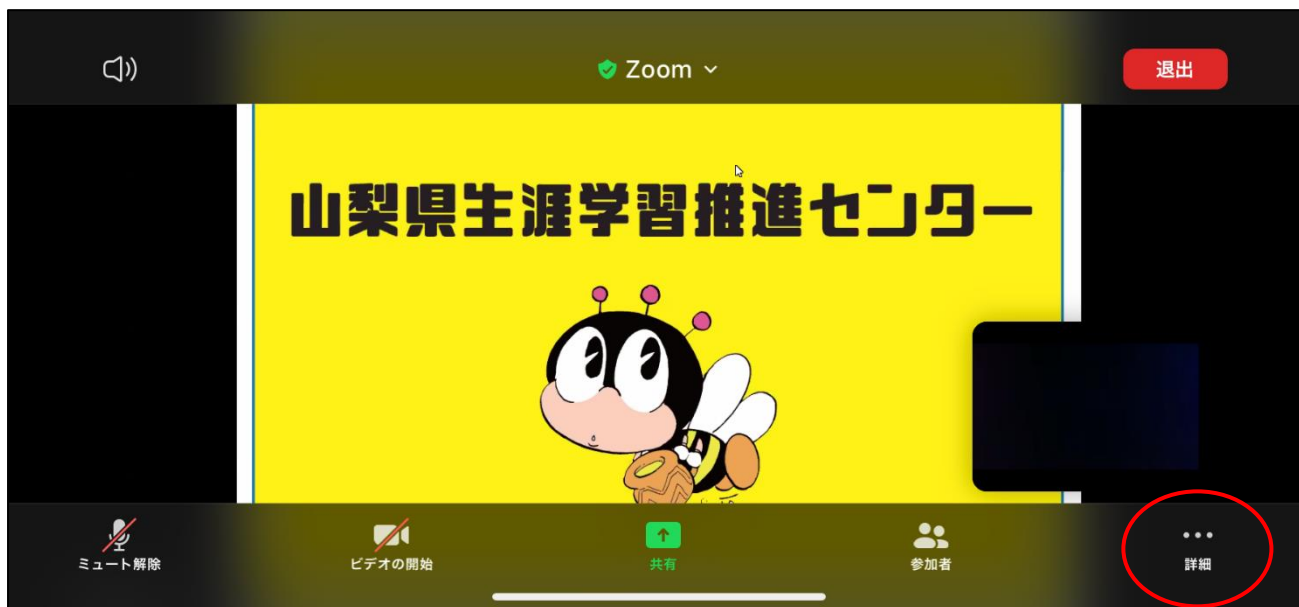 Zoom
退出
山梨県生涯学習推進センター
ミュート解除
ビデオの開始
共有
参加者
詳細